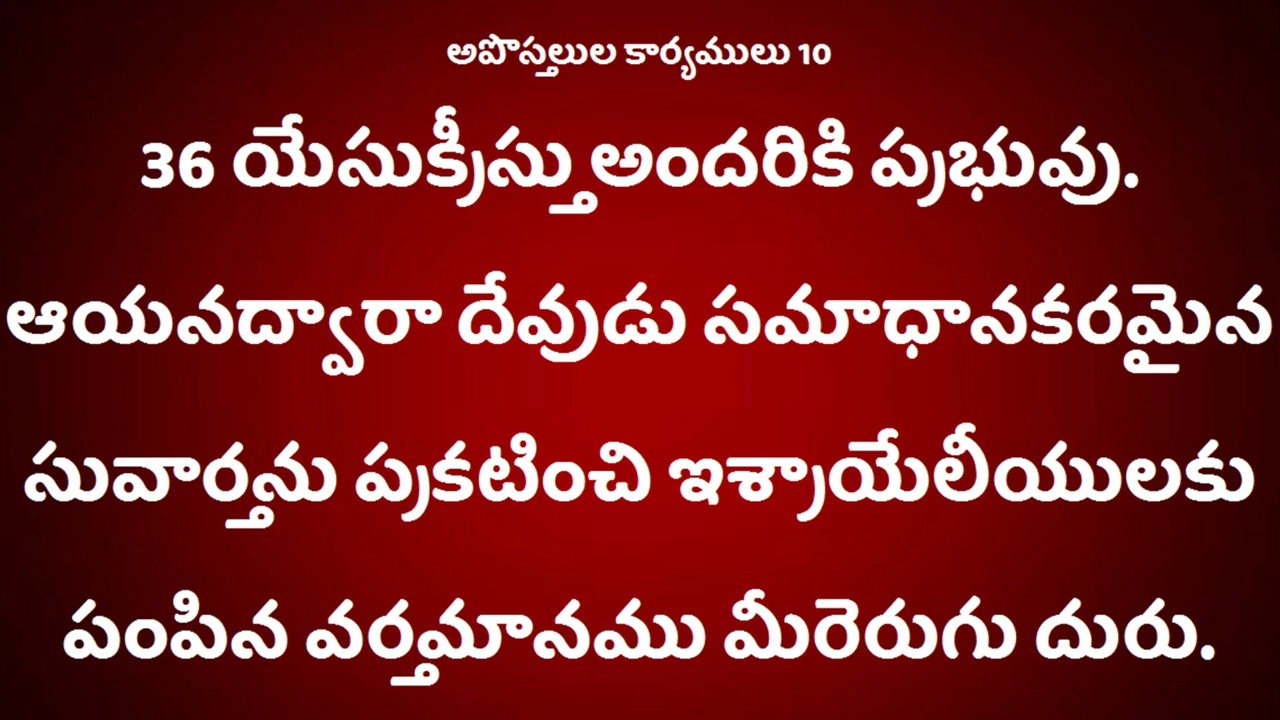 అపొస్తలుల కార్యములు 10
36 యేసుక్రీస్తు అందరికి ప్రభువు.
ఆయనద్వారా దేవుడు సమాధానకరమైన
సువార్తను ప్రకటించి ఇశ్రాయేలీయులకు
పంపిన వర్తమానము మీరెరుగు దురు.